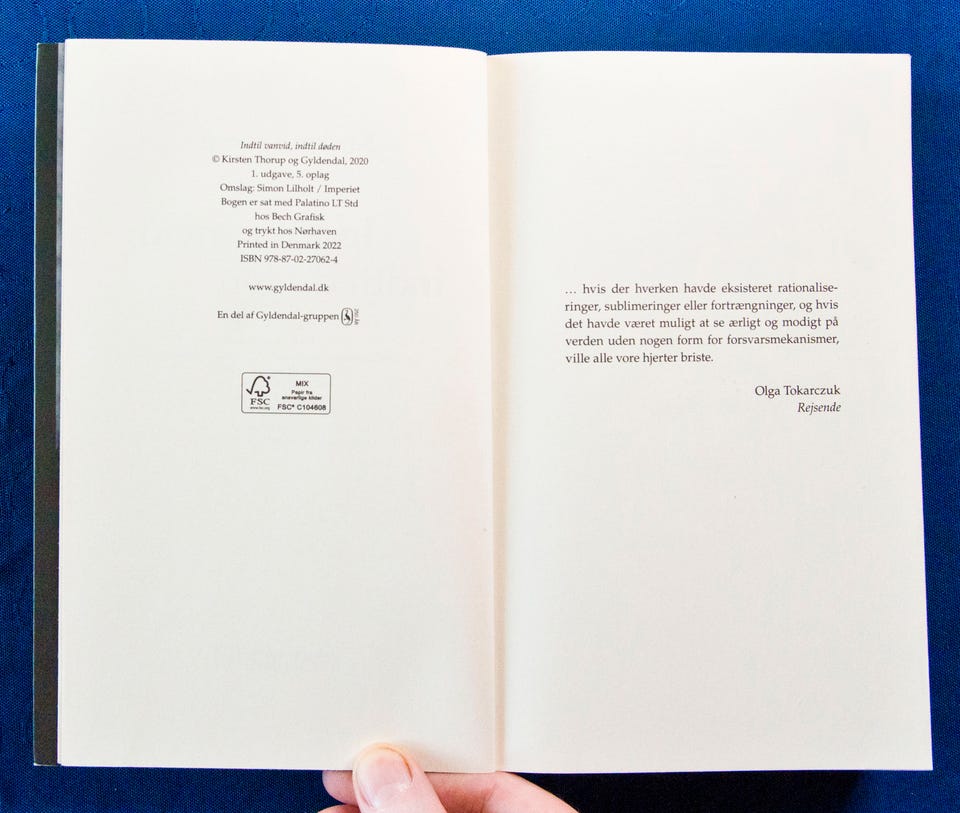 Indtil vanvid, indtil døden
© Kirsten Thorup og Gyldendal, 2020
1. udgave, 5. oplag
Omslag: Simon Lilholt / Imperiet
Bogen er sat med Palatino LT Std
hos Bech Grafisk
og trykt hos Nørhaven
Printed in Denmark 2022
ISBN 978-87-02-27062-4
www.gyldendal.dk
En del af Gyldendal-gruppen
FSC
www.fsc.org
MIX
Papir fra
ansvarlige kilder
FSC® C104608
… hvis der hverken havde eksisteret rationalise-
ringer, sublimeringer eller fortrængninger, og hvis
det havde været muligt at se ærligt og modigt på
verden uden nogen form for forsvarsmekanismer,
ville alle vore hjerter briste.
Olga Tokarczuk
Rejsende